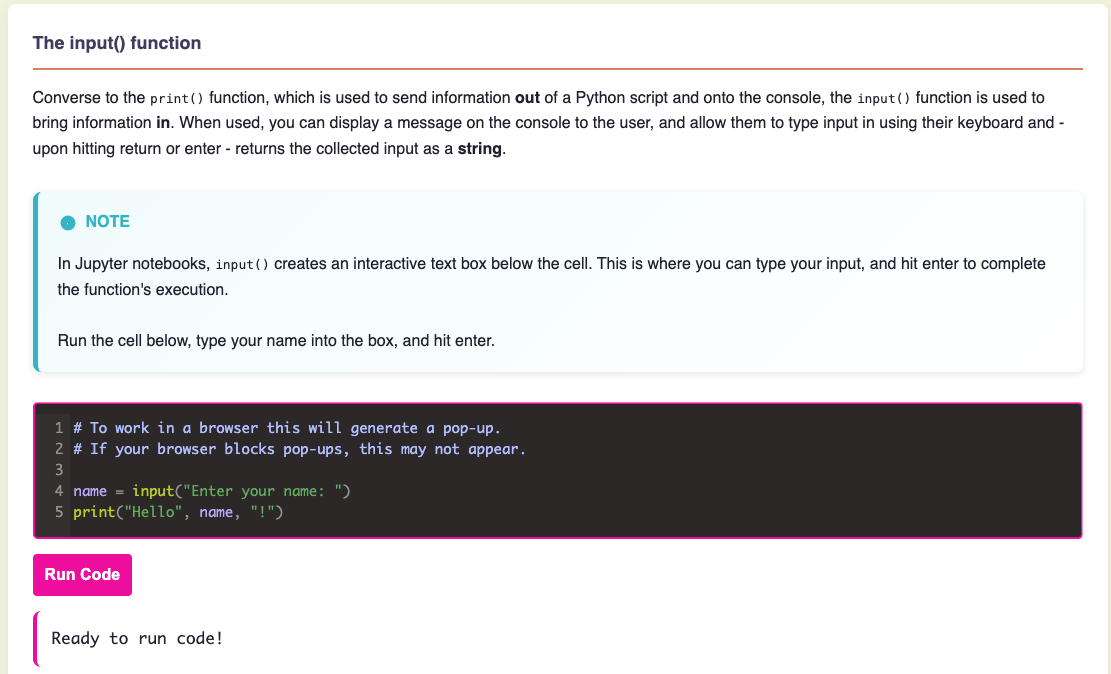 The input() function
Converse to the print() function, which is used to send information out of a Python script and onto the console, the input() function is used to
bring information in. When used, you can display a message on the console to the user, and allow them to type input in using their keyboard and -
upon hitting return or enter - returns the collected input as a string.
NOTE
In Jupyter notebooks, input() creates an interactive text box below the cell. This is where you can type your input, and hit enter to complete
the function's execution.
Run the cell below, type your name into the box, and hit enter.
1 # To work in a browser this will generate a pop-up.
2 # If your browser blocks pop-ups, this may not appear.
3
4 name = input("Enter your name: ")
5 print("Hello", name, "!")
Run Code
Ready to run code!